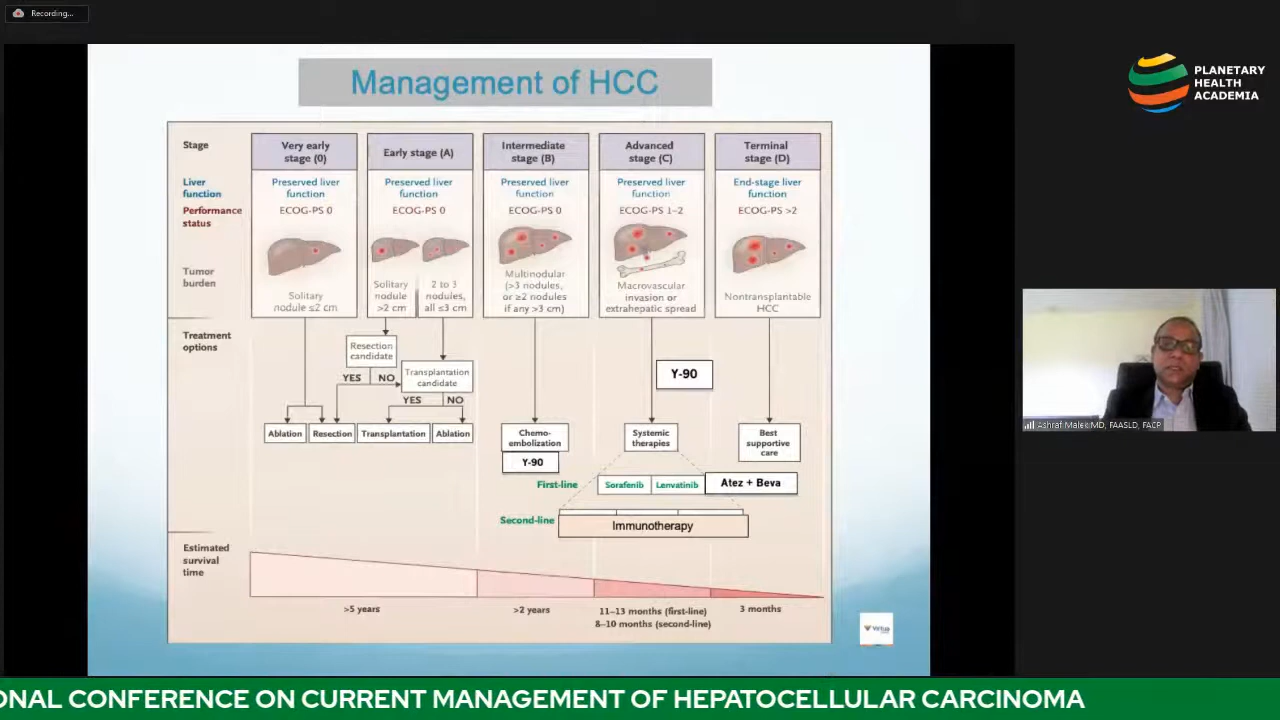 Recording...
PLANETARY
HEALTH
ACADEMIA
Management of HCC
Stage
Very early
stage (0)
Early stage (A)
Intermediate
stage (B)
Advanced
stage (C)
Terminal
stage (D)
Liver
function
Preserved liver
function
Preserved liver
function
Preserved liver
function
Preserved liver
function
End-stage liver
function
Performance
status
ECOG-PS 0
ECOG-PS 0
ECOG-PS 0
ECOG-PS 1–2
ECOG-PS >2
Tumor
burden
Solitary
nodule ≤2 cm
Solitary
nodule
>2 cm
2 to 3
nodules,
all ≤3 cm
Multinodular
(>3 nodules,
or ≥2 nodules
if any >3 cm)
Macrovascular
invasion or
extrahepatic spread
Nontransplantable
HCC
Treatment
options
Resection
candidate
YES NO
Transplantation
candidate
YES NO
Y-90
Ablation
Resection
Transplantation
Ablation
Chemo-
embolization
Y-90
Systemic
therapies
Best
supportive
care
First-line
Sorafenib
Lenvatinib
Atez + Beva
Second-line
Immunotherapy
Estimated
survival
time
>5 years
>2 years
11–13 months (first-line)
8–10 months (second-line)
3 months
Virtua
Ashraf Malek MD, FAASLD, FACP
ONAL CONFERENCE ON CURRENT MANAGEMENT OF HEPATOCELLULAR CARCINOMA